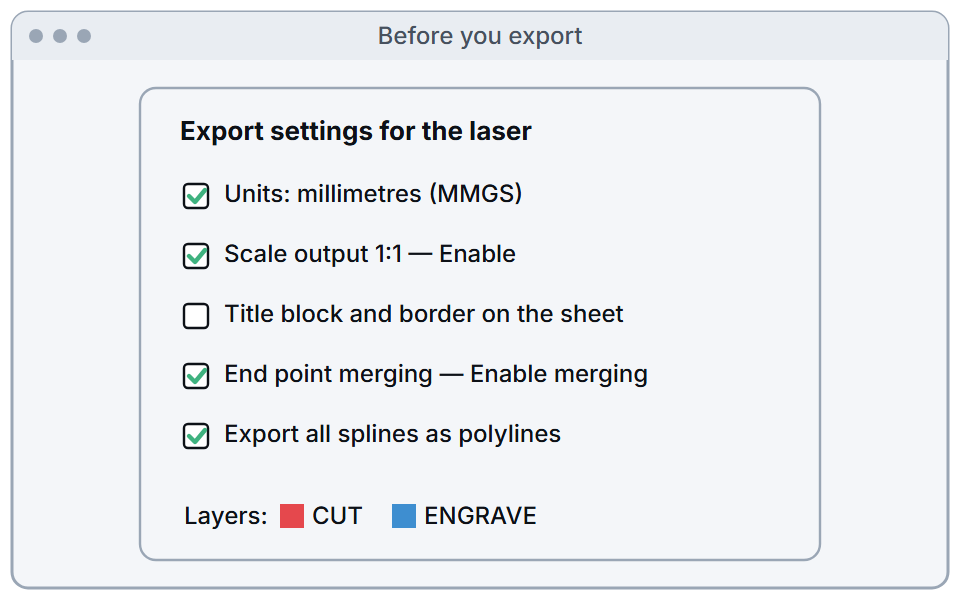 Before you export
Export settings for the laser
Units: millimetres (MMGS)
Scale output 1:1 — Enable
Title block and border on the sheet
End point merging — Enable merging
Export all splines as polylines
Layers: CUT ENGRAVE